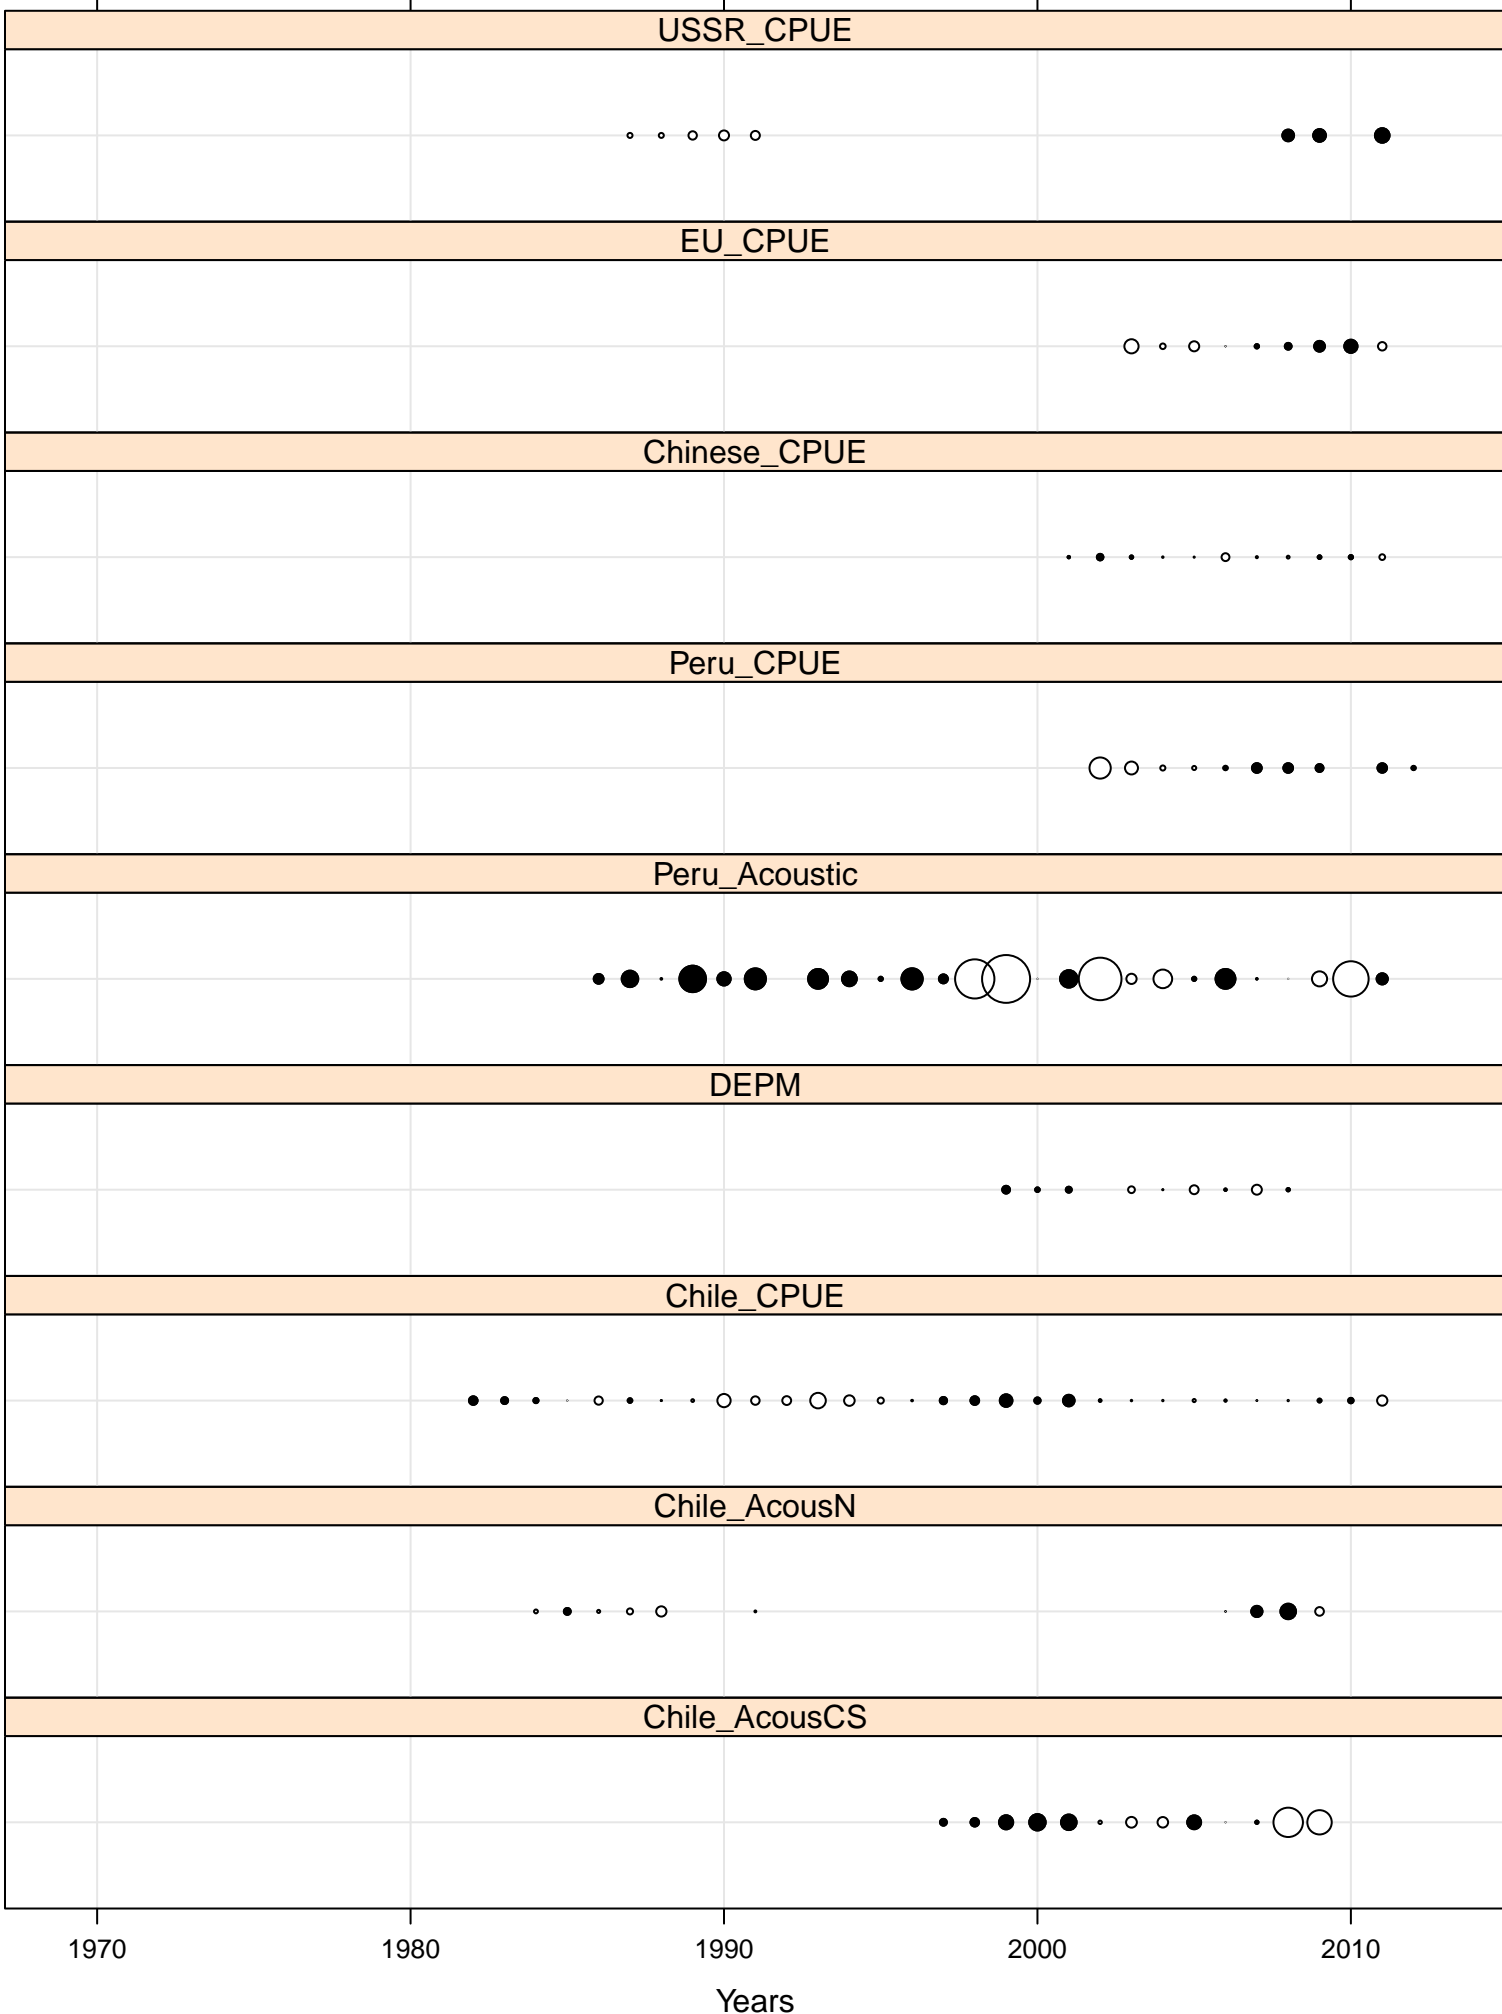 USSR_CPUE
EU_CPUE
Chinese_CPUE
Peru_CPUE
Peru_Acoustic
DEPM
Chile_CPUE
Chile_AcousN
Chile_AcousCS
1970 1980 1990 2000 2010
Years